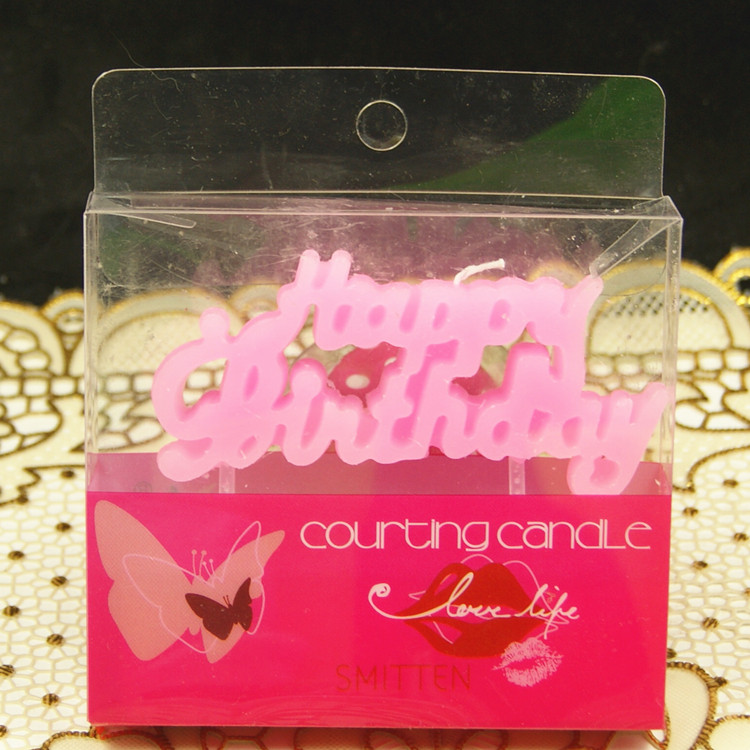 Happy
Birthday
courting candle
love life
SMITTEN